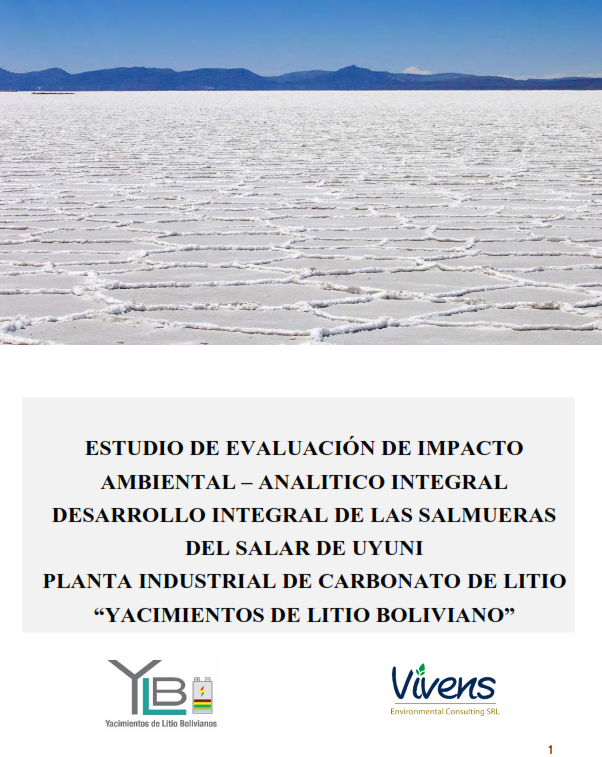 ESTUDIO DE EVALUACIÓN DE IMPACTO
AMBIENTAL – ANALITICO INTEGRAL
DESARROLLO INTEGRAL DE LAS SALMUERAS
DEL SALAR DE UYUNI
PLANTA INDUSTRIAL DE CARBONATO DE LITIO
“YACIMIENTOS DE LITIO BOLIVIANO”
YLB
Yacimientos de Litio Bolivianos
Vivens
Environmental Consulting SRL
1